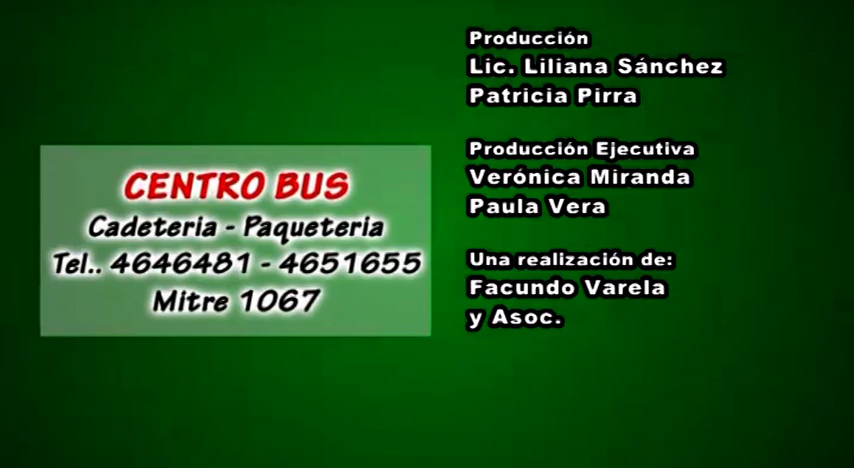 CENTRO BUS
Cadeteria - Paqueteria
Tel.. 4646481 - 4651655
Mitre 1067
Producción
Lic. Liliana Sánchez
Patricia Pirra
Producción Ejecutiva
Verónica Miranda
Paula Vera
Una realización de:
Facundo Varela
y Asoc.